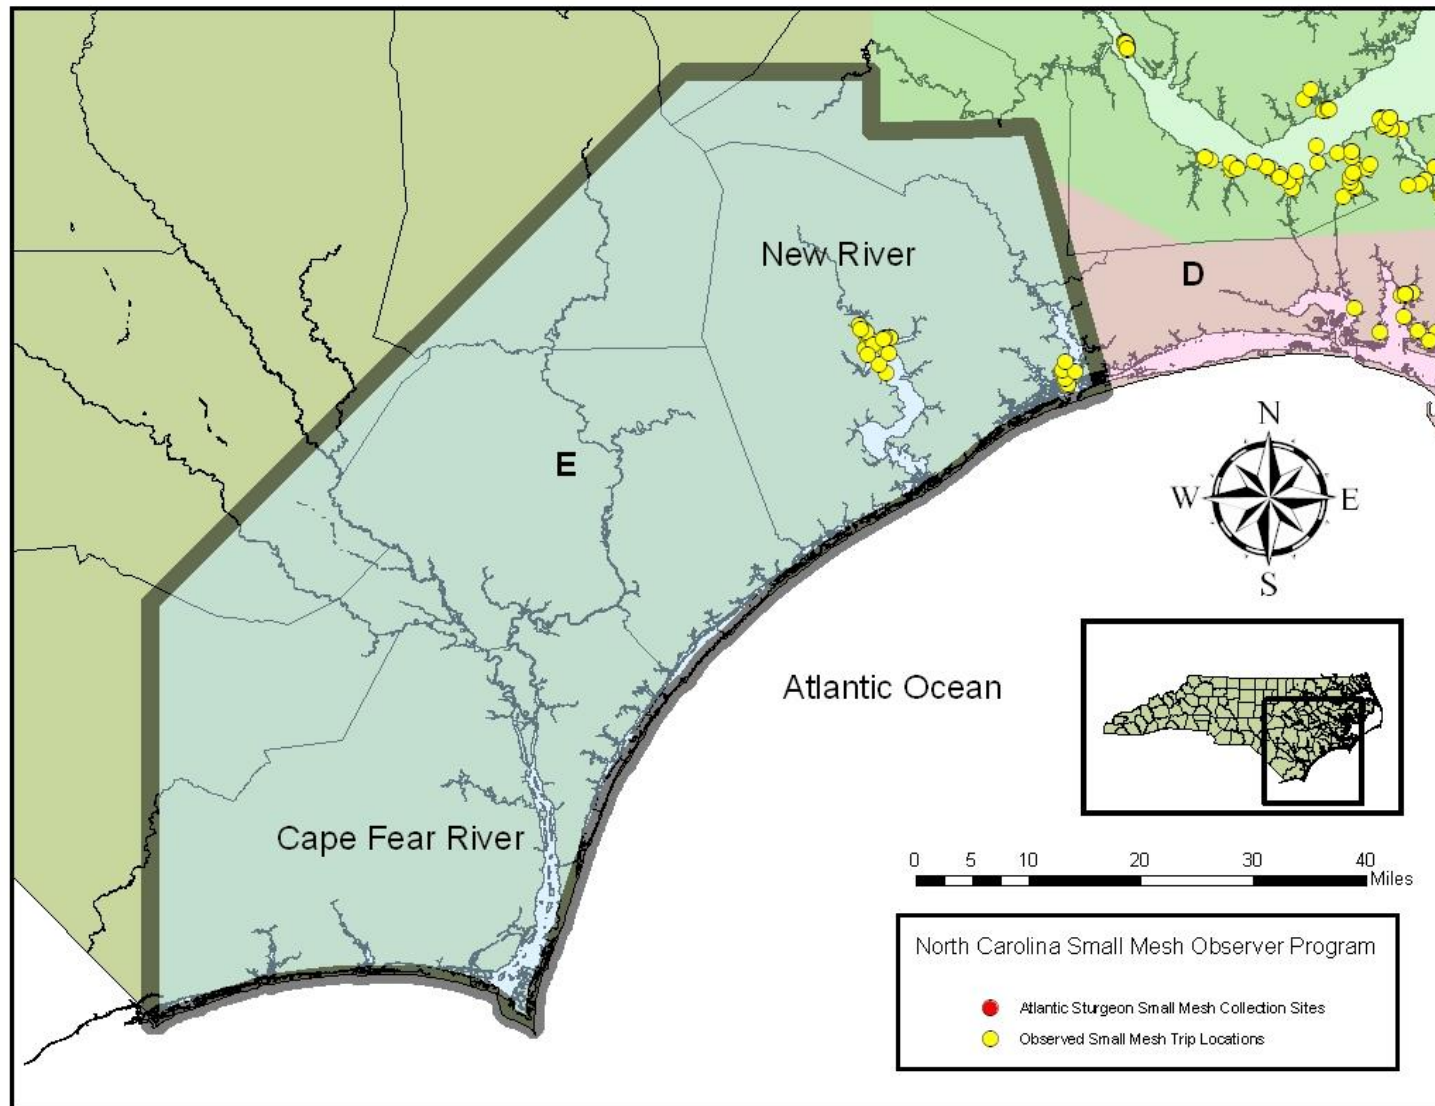 New River
D
E
N
W
E
S
Atlantic Ocean
Cape Fear River
0 5 10 20 30 40
Miles
North Carolina Small Mesh Observer Program
Atlantic Sturgeon Small Mesh Collection Sites
Observed Small Mesh Trip Locations